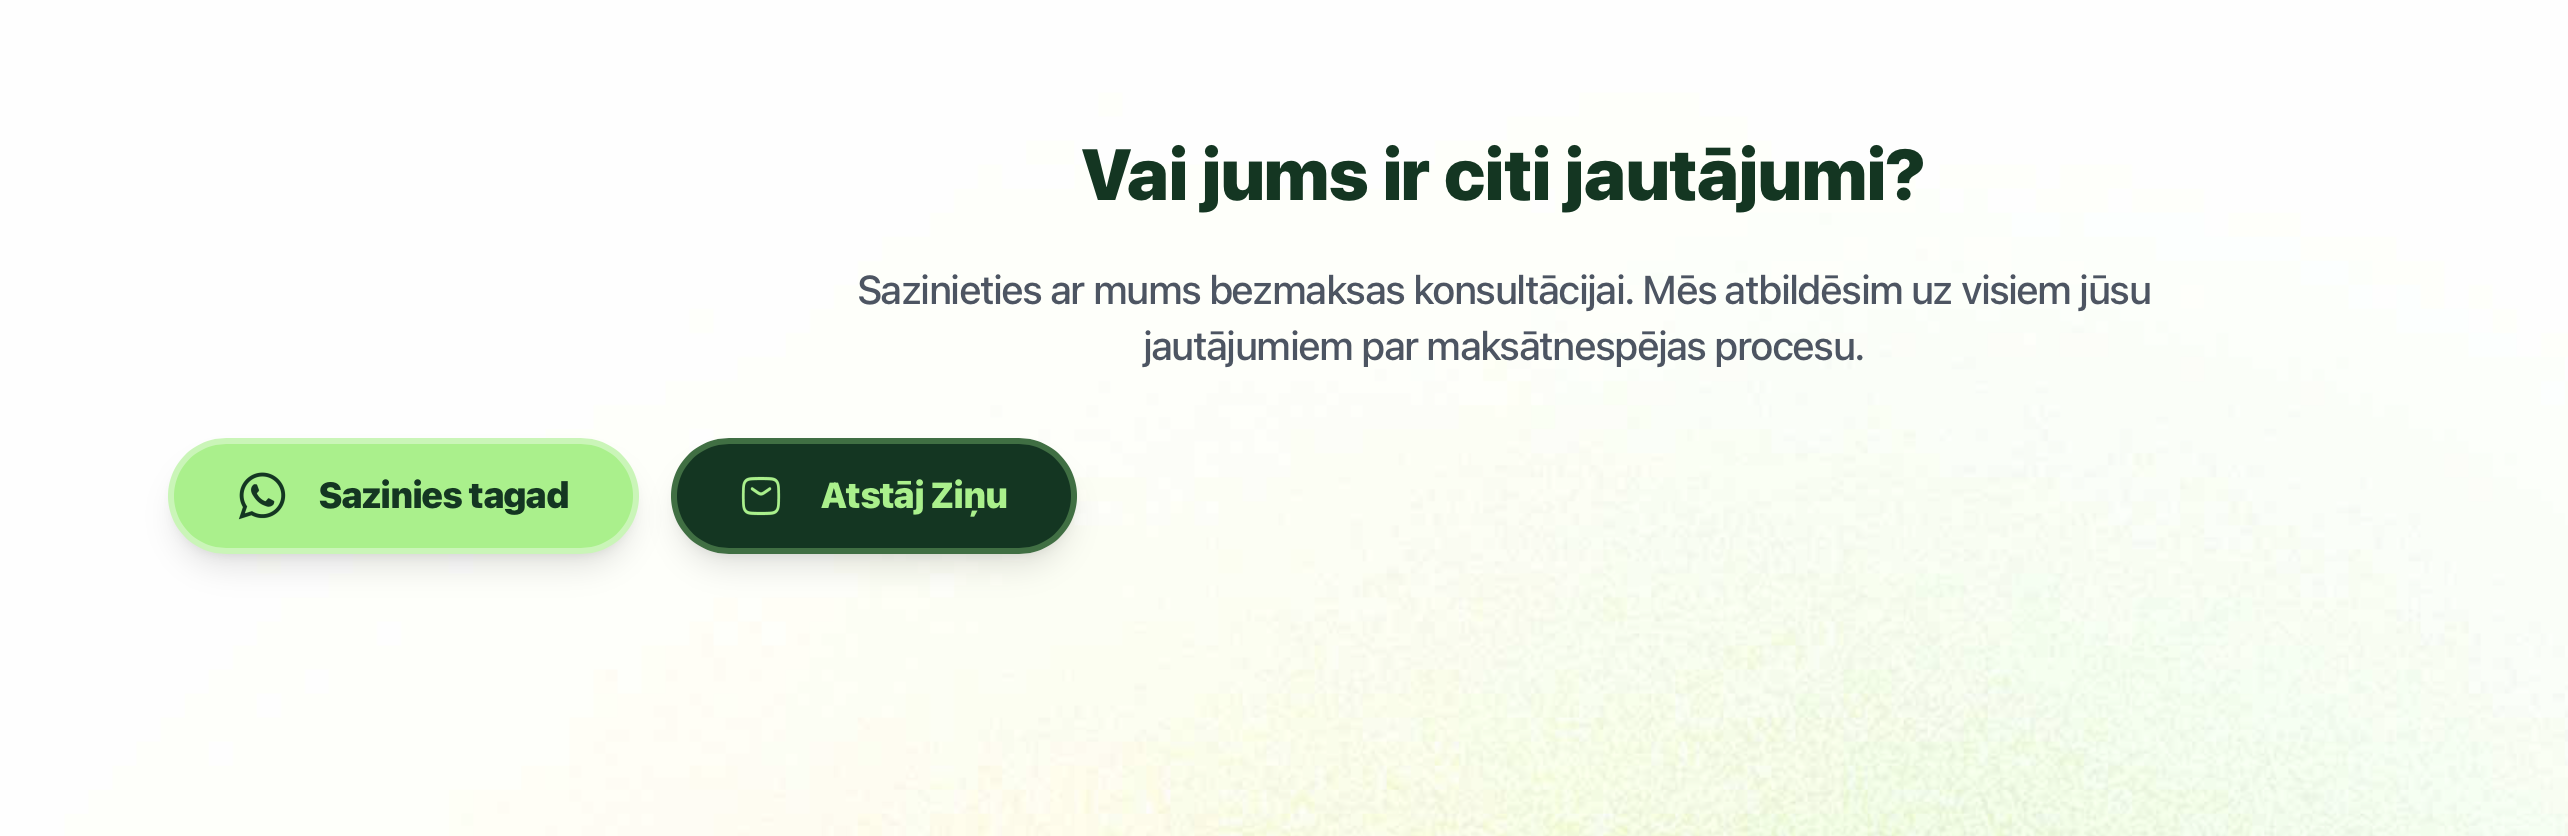 Vai jums ir citi jautājumi?
Sazinieties ar mums bezmaksas konsultācijai. Mēs atbildēsim uz visiem jūsu
jautājumiem par maksātnespējas procesu.
Sazinies tagad
Atstāj Ziņu